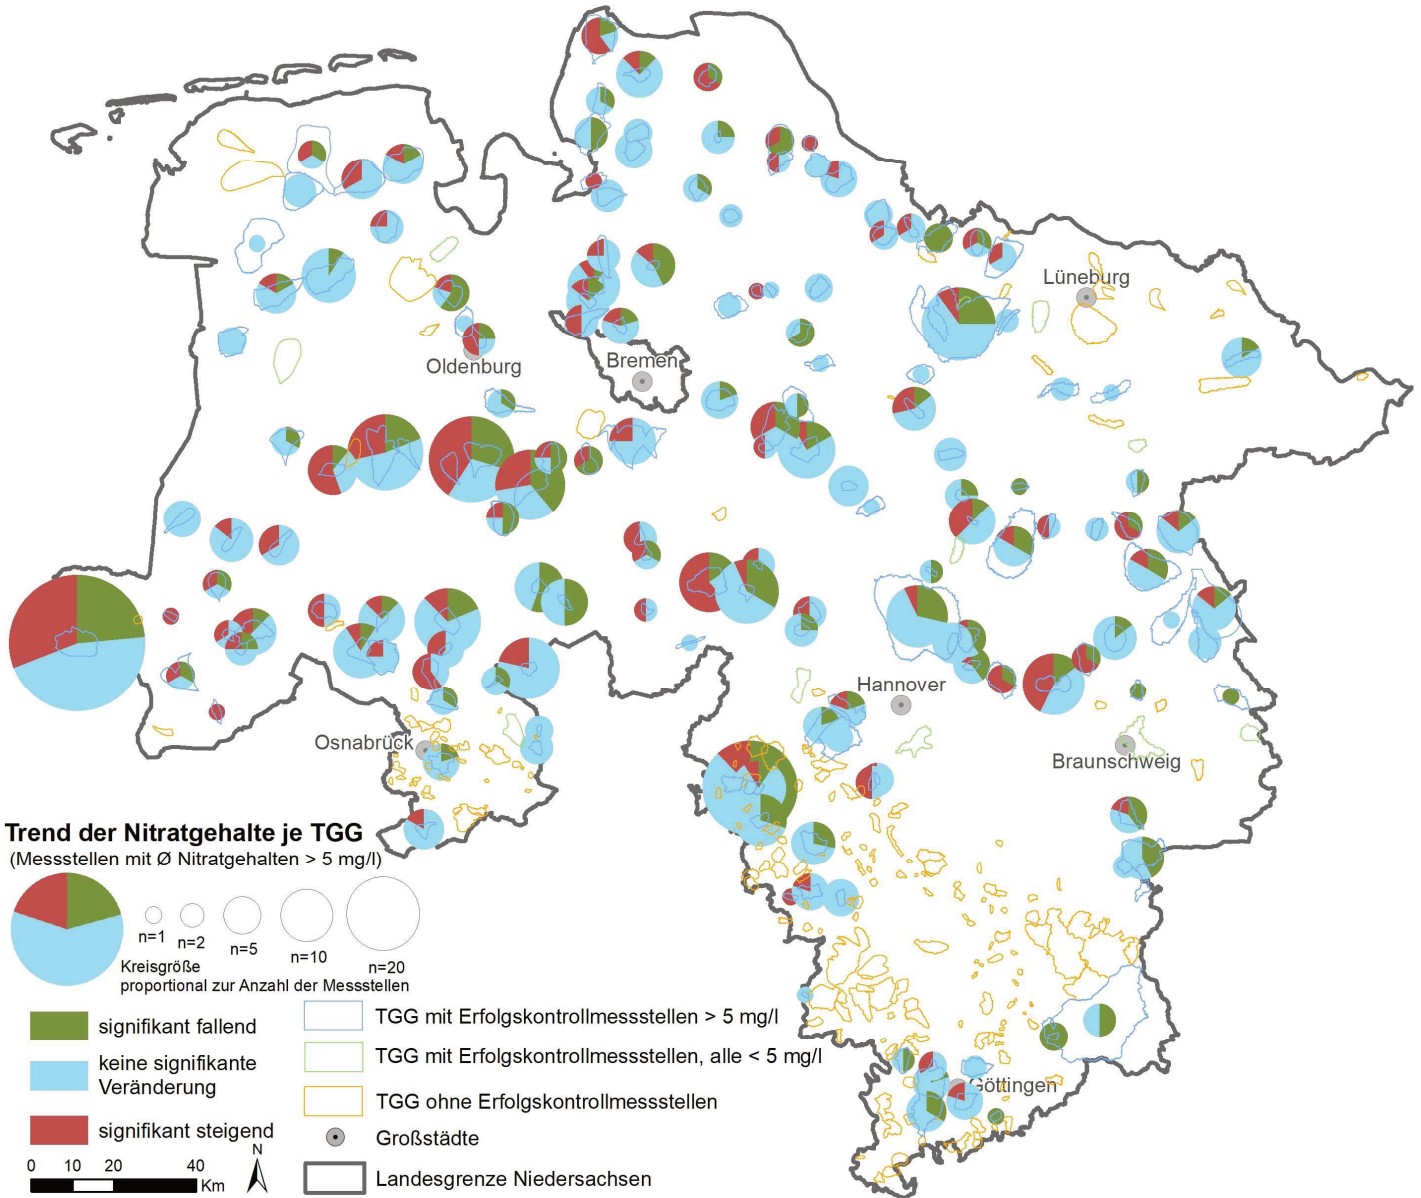 Lüneburg
Oldenburg
Bremen
Hannover
Osnabrück
Braunschweig
Göttingen
Trend der Nitratgehalte je TGG
(Messstellen mit Ø Nitratgehalten > 5 mg/l)
n=1
n=2
n=5
n=10
n=20
Kreisgröße
proportional zur Anzahl der Messstellen
signifikant fallend
keine signifikante
Veränderung
signifikant steigend
TGG mit Erfolgskontrollmessstellen > 5 mg/l
TGG mit Erfolgskontrollmessstellen, alle < 5 mg/l
TGG ohne Erfolgskontrollmessstellen
Großstädte
Landesgrenze Niedersachsen
0 10 20 40
Km
N